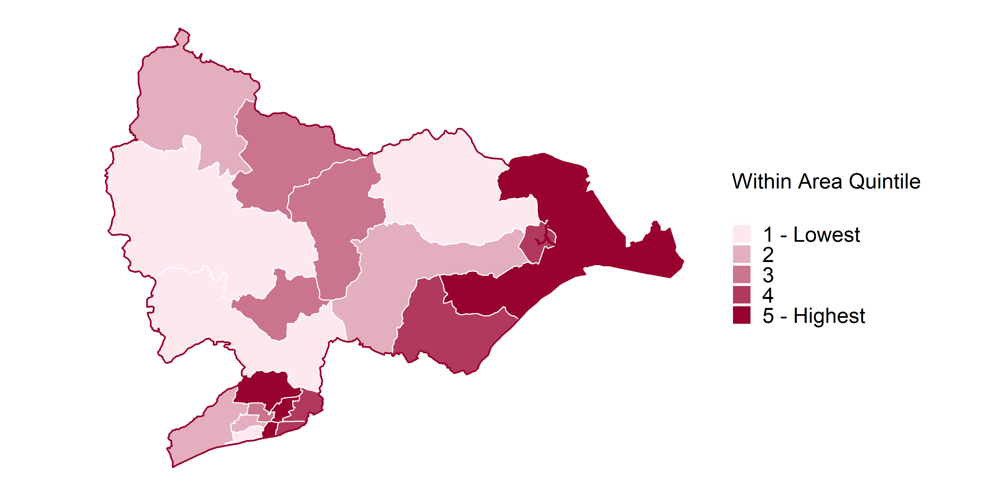 Within Area Quintile
1 - Lowest
2
3
4
5 - Highest